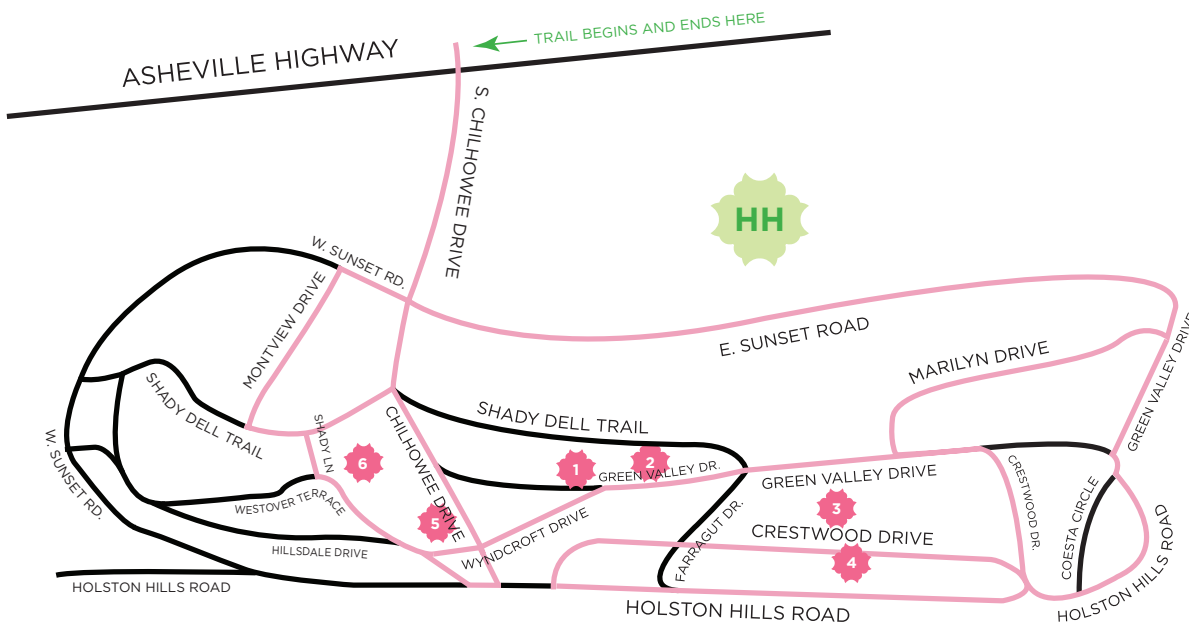 TRAIL BEGINS AND ENDS HERE
ASHEVILLE HIGHWAY
S. CHILHOWEE DRIVE
HH
W. SUNSET RD.
MONTVIEW DRIVE
E. SUNSET ROAD
MARILYN DRIVE
GREEN VALLEY DRIVE
SHADY DELL TRAIL
SHADY LN
CHILHOWEE DRIVE
SHADY DELL TRAIL
6
1
2
GREEN VALLEY DR.
GREEN VALLEY DRIVE
CRESTWOOD DR.
COESTA CIRCLE
W. SUNSET RD.
WESTOVER TERRACE
5
3
HILLSDALE DRIVE
WYNDCROFT DRIVE
FARRAGUT DR.
CRESTWOOD DRIVE
4
HOLSTON HILLS ROAD
HOLSTON HILLS ROAD
HOLSTON HILLS ROAD